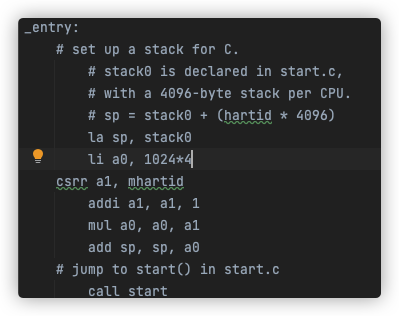 _entry:
# set up a stack for C.
# stack0 is declared in start.c,
# with a 4096-byte stack per CPU.
# sp = stack0 + (hartid * 4096)
la sp, stack0
li a0, 1024*4
csrr a1, mhartid
addi a1, a1, 1
mul a0, a0, a1
add sp, sp, a0
# jump to start() in start.c
call start